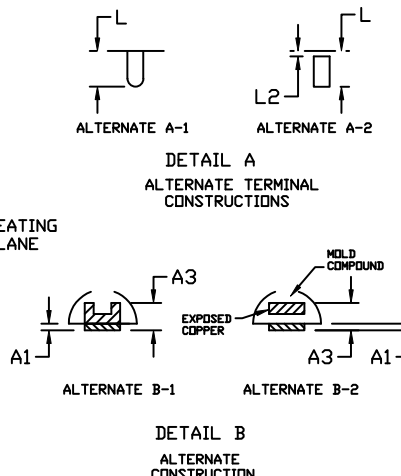 L
L
L2
ALTERNATE A-1
ALTERNATE A-2
DETAIL A
ALTERNATE TERMINAL
CONSTRUCTIONS
EATING
LANE
MOLD
COMPOUND
A3
EXPOSED
COPPER
A1
A3
A1
ALTERNATE B-1
ALTERNATE B-2
DETAIL B
ALTERNATE
CONSTRUCTION